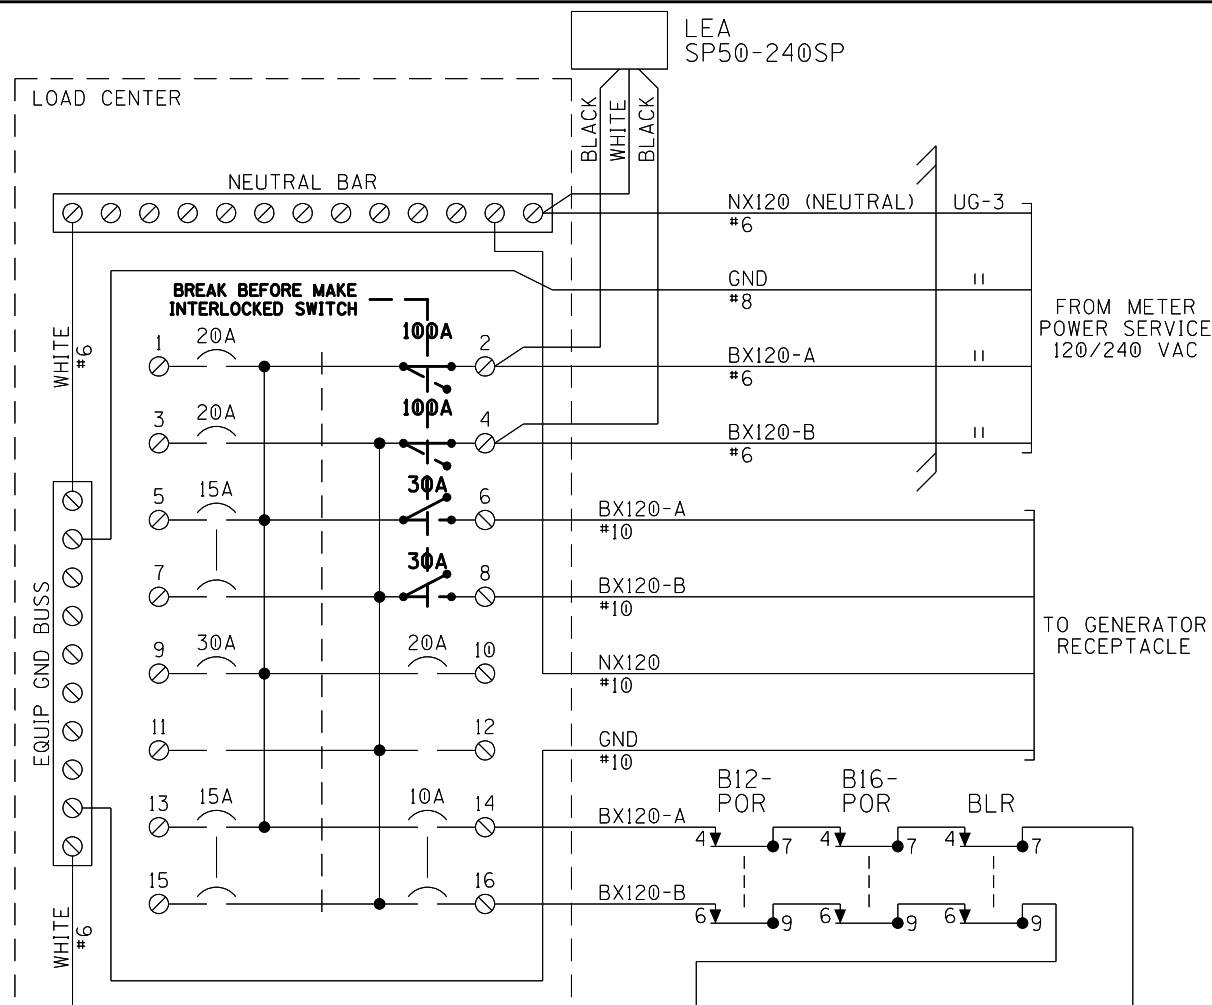 LEA
SP50-240SP
LOAD CENTER
BLACK
WHITE
BLACK
NEUTRAL BAR
NX120 (NEUTRAL)
#6
UG-3
GND
#8
"
BX120-A
#6
"
BX120-B
#6
"
FROM METER
POWER SERVICE
120/240 VAC
BREAK BEFORE MAKE
INTERLOCKED SWITCH
WHITE
#6
1
20A
100A
2
3
20A
100A
4
5
15A
30A
6
BX120-A
#10
7
30A
8
BX120-B
#10
9
30A
20A
10
NX120
#10
TO GENERATOR
RECEPTACLE
11
12
GND
#10
EQUIP GND BUSS
13
15A
10A
14
BX120-A
B12-
POR
B16-
POR
BLR
4
7
4
7
4
7
15
16
BX120-B
6
9
6
9
6
9
WHITE
#6